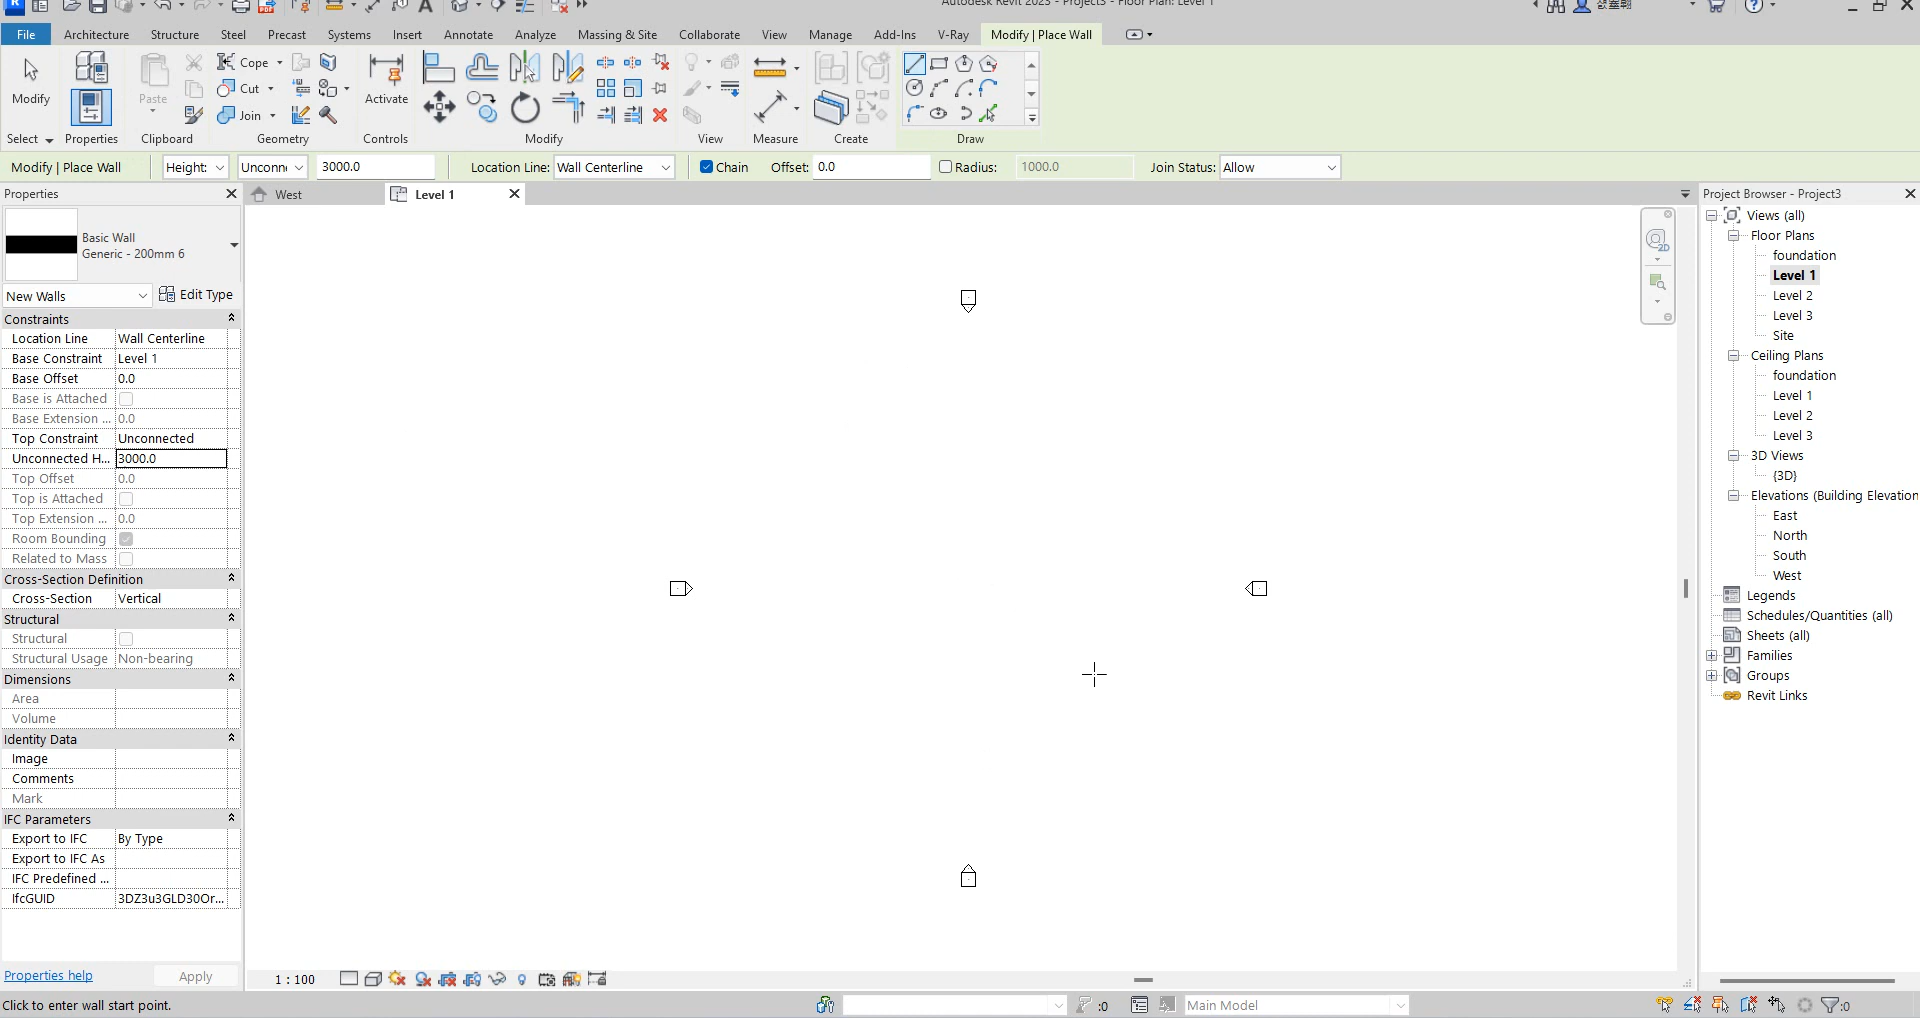 Autodesk Revit 2023 - Project3 - Floor Plan: Level 1
File Architecture Structure Steel Precast Systems Insert Annotate Analyze Massing & Site Collaborate View Manage Add-Ins V-Ray Modify | Place Wall
Modify
Paste
Cope
Cut
Join
Activate
Select Properties Clipboard Geometry Controls Modify View Measure Create Draw
Modify | Place Wall Height: Unconne 3000.0 Location Line: Wall Centerline Chain Offset: 0.0 Radius: 1000.0 Join Status: Allow
Properties
West
Level 1
Basic Wall
Generic - 200mm 6
New Walls Edit Type
Constraints
Location Line Wall Centerline
Base Constraint Level 1
Base Offset 0.0
Base is Attached
Base Extension ... 0.0
Top Constraint Unconnected
Unconnected H... 3000.0
Top Offset 0.0
Top is Attached
Top Extension ... 0.0
Room Bounding
Related to Mass
Cross-Section Definition
Cross-Section Vertical
Structural
Structural
Structural Usage Non-bearing
Dimensions
Area
Volume
Identity Data
Image
Comments
Mark
IFC Parameters
Export to IFC By Type
Export to IFC As
IFC Predefined ...
IfcGUID 3DZ3u3GLD30Or...
Properties help Apply
2D
Project Browser - Project3
Views (all)
Floor Plans
foundation
Level 1
Level 2
Level 3
Site
Ceiling Plans
foundation
Level 1
Level 2
Level 3
3D Views
{3D}
Elevations (Building Elevation
East
North
South
West
Legends
Schedules/Quantities (all)
Sheets (all)
Families
Groups
Revit Links
1 : 100
Click to enter wall start point.
:0
Main Model
:0